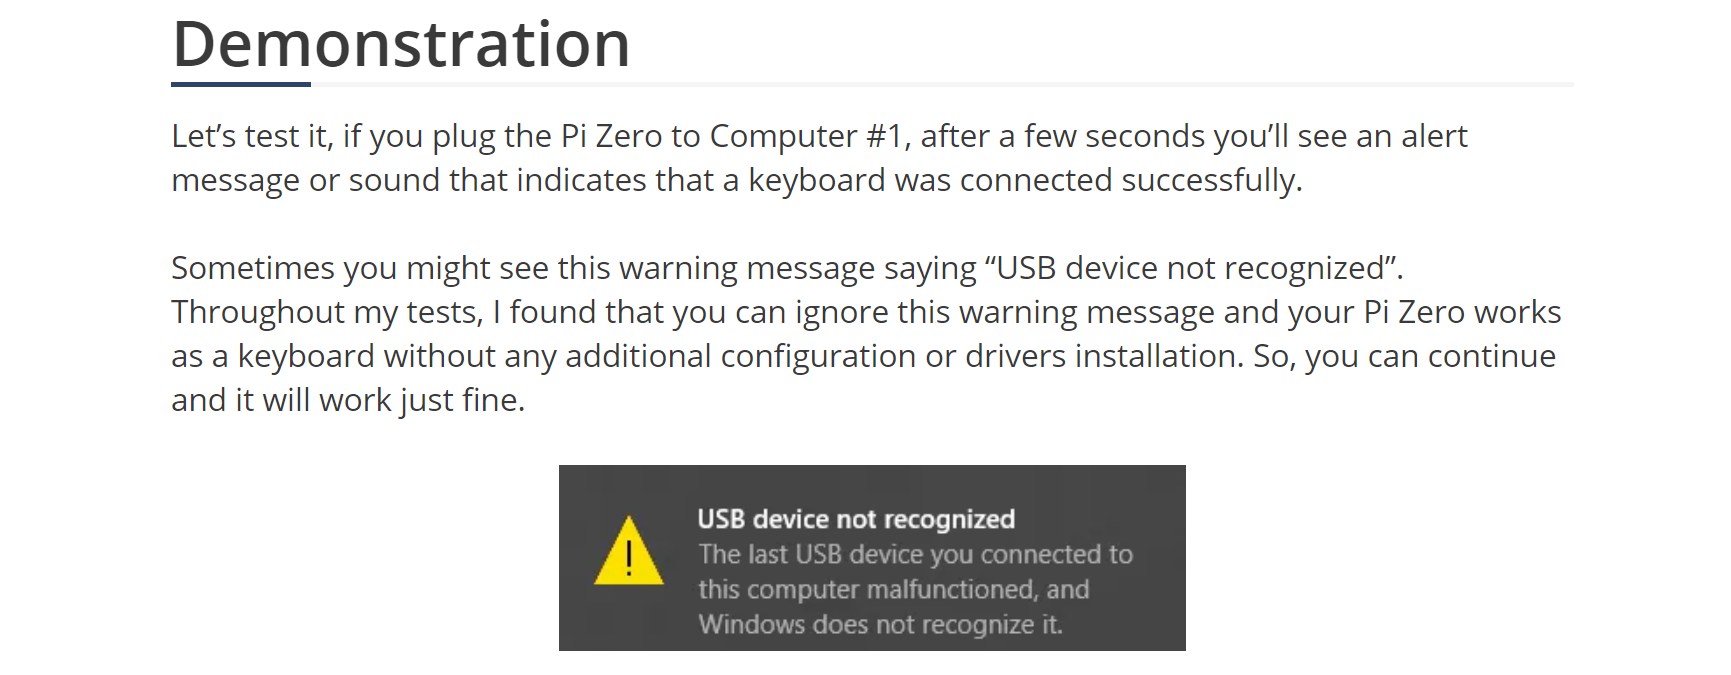 Demonstration
Let’s test it, if you plug the Pi Zero to Computer #1, after a few seconds you’ll see an alert
message or sound that indicates that a keyboard was connected successfully.
Sometimes you might see this warning message saying “USB device not recognized”.
Throughout my tests, I found that you can ignore this warning message and your Pi Zero works
as a keyboard without any additional configuration or drivers installation. So, you can continue
and it will work just fine.
USB device not recognized
The last USB device you connected to
this computer malfunctioned, and
Windows does not recognize it.